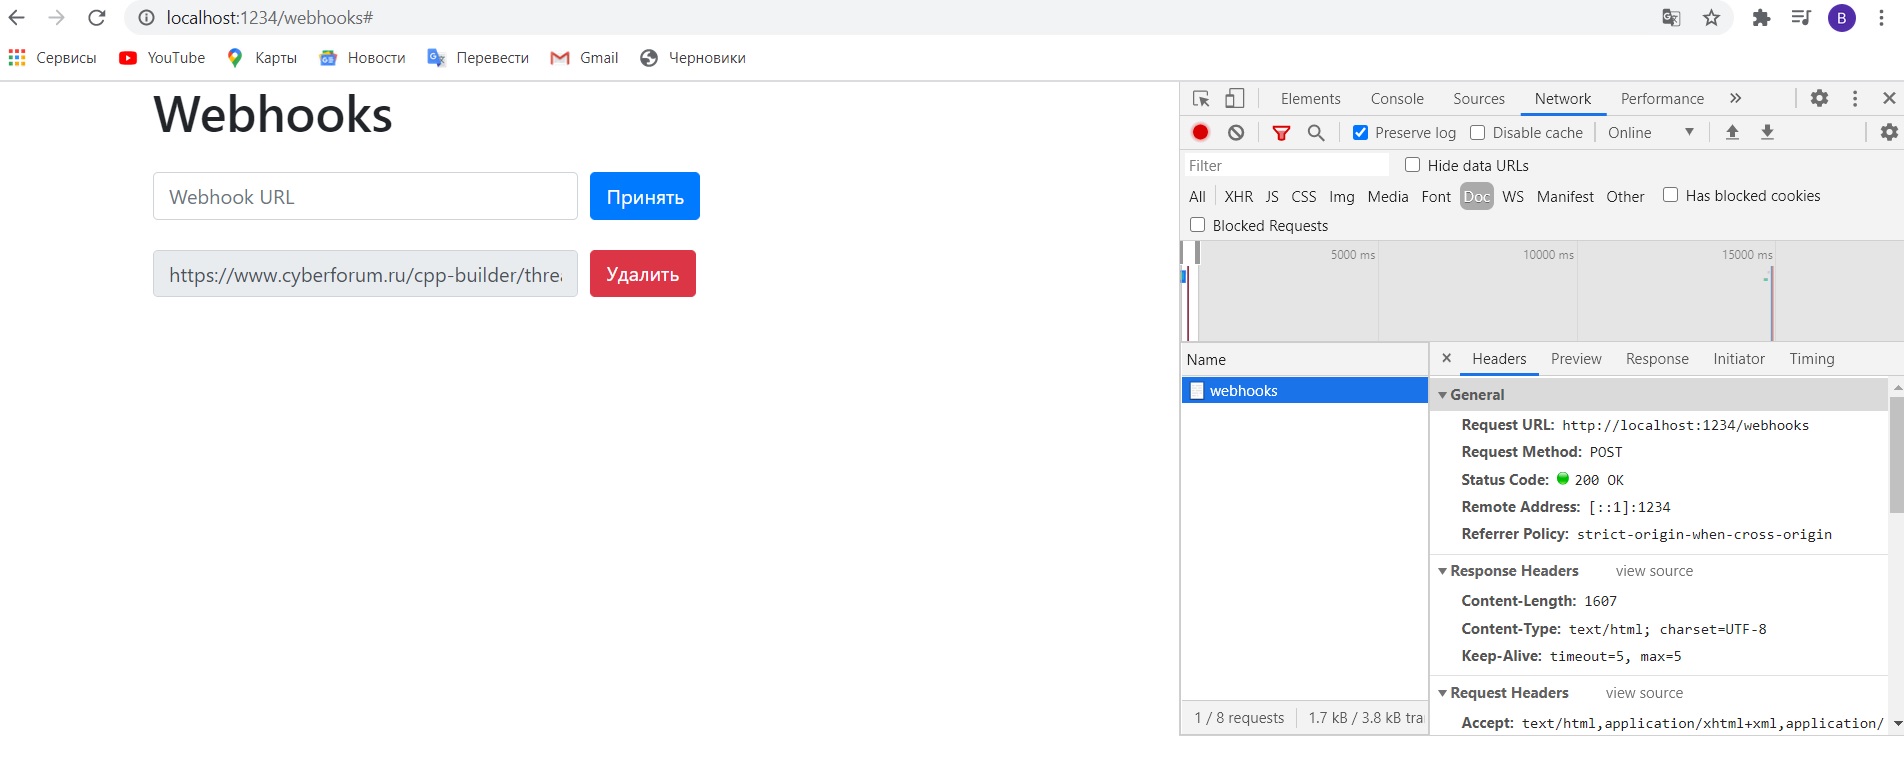 localhost:1234/webhooks#
B
Сервисы YouTube Карты Новости Перевести Gmail Черновики
Webhooks
Webhook URL Принять
https://www.cyberforum.ru/cpp-builder/threa Удалить
Elements Console Sources Network Performance »
Preserve log Disable cache Online
Filter Hide data URLs
All XHR JS CSS Img Media Font Doc WS Manifest Other Has blocked cookies
Blocked Requests
5000 ms 10000 ms 15000 ms
Name
webhooks
1 / 8 requests 1.7 kB / 3.8 kB tra
× Headers Preview Response Initiator Timing
General
Request URL: http://localhost:1234/webhooks
Request Method: POST
Status Code: 200 OK
Remote Address: [::1]:1234
Referrer Policy: strict-origin-when-cross-origin
Response Headers view source
Content-Length: 1607
Content-Type: text/html; charset=UTF-8
Keep-Alive: timeout=5, max=5
Request Headers view source
Accept: text/html,application/xhtml+xml,application/